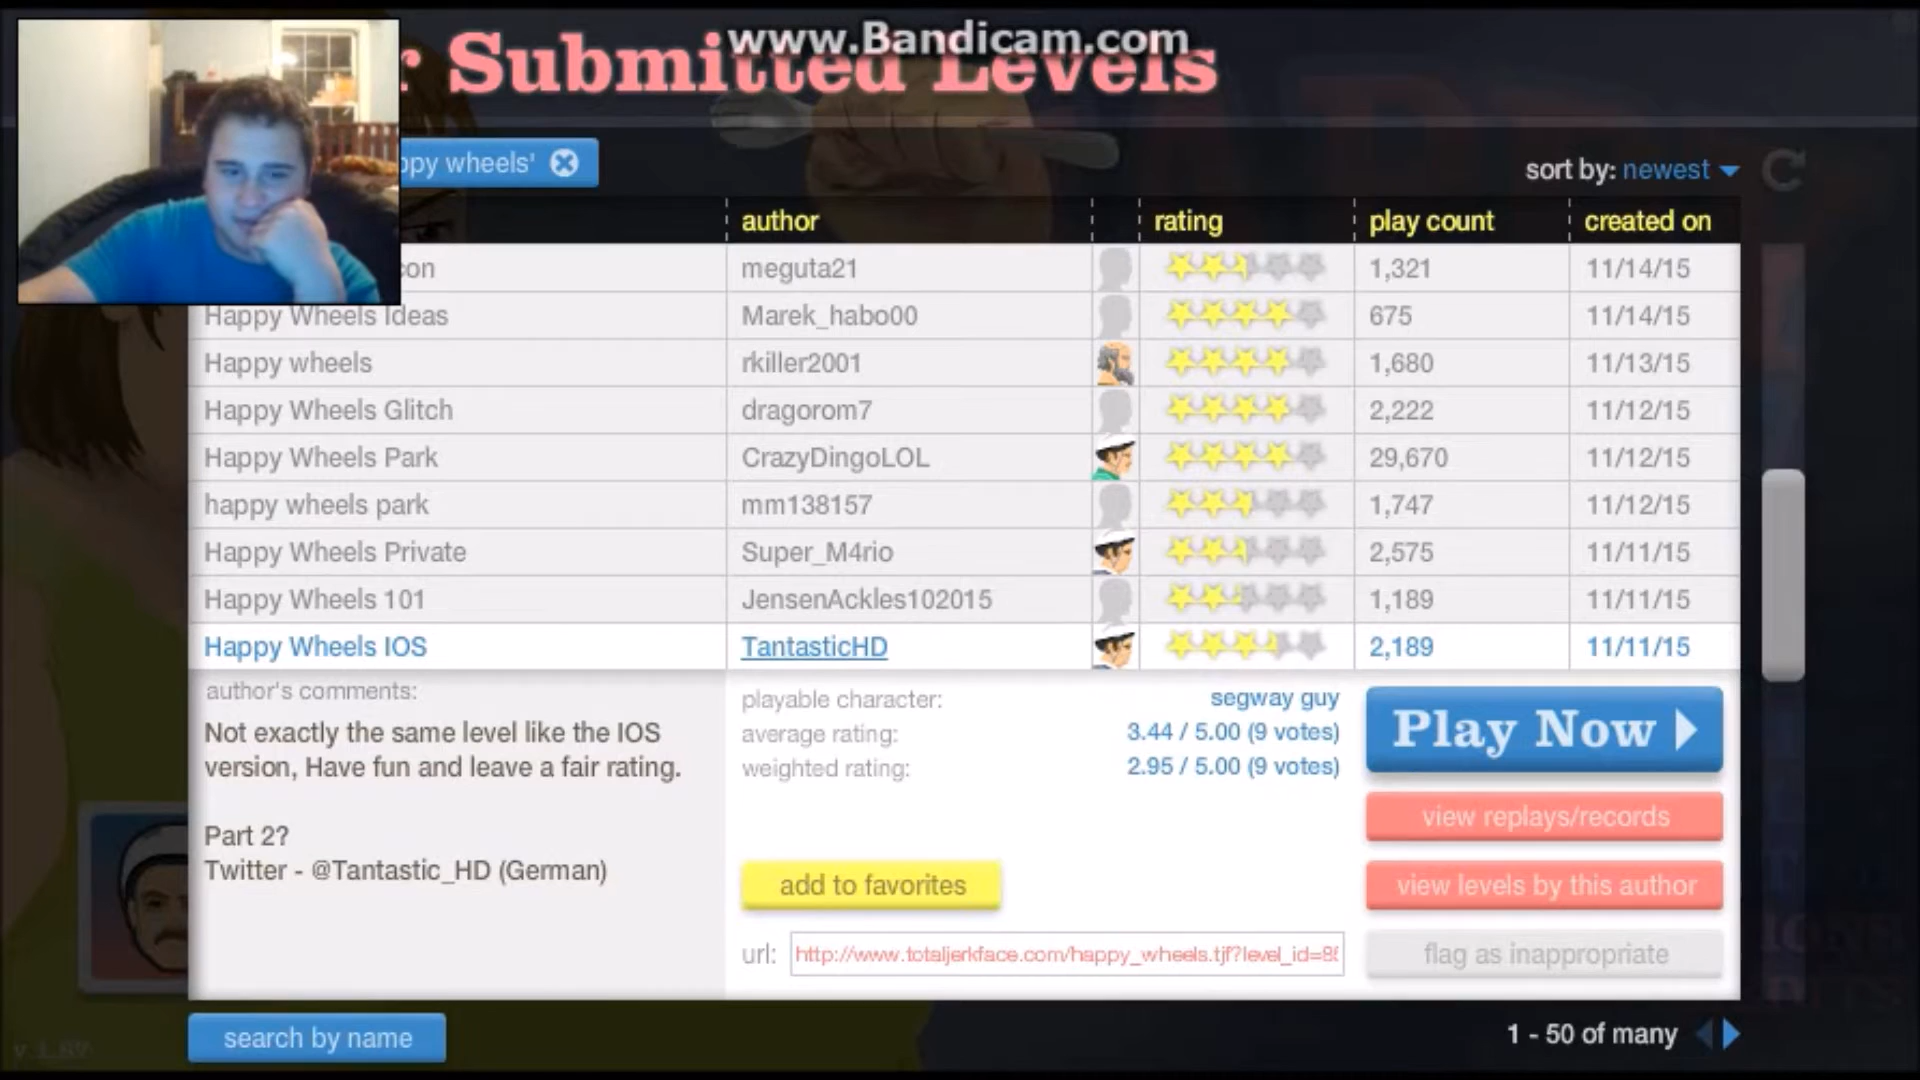 www.Bandicam.com
r Submitted Levels
ppy wheels'
sort by: newest
author rating play count created on
con meguta21 1,321 11/14/15
Happy Wheels Ideas Marek_habo00 675 11/14/15
Happy wheels rkiller2001 1,680 11/13/15
Happy Wheels Glitch dragorom7 2,222 11/12/15
Happy Wheels Park CrazyDingoLOL 29,670 11/12/15
happy wheels park mm138157 1,747 11/12/15
Happy Wheels Private Super_M4rio 2,575 11/11/15
Happy Wheels 101 JensenAckles102015 1,189 11/11/15
Happy Wheels IOS TantasticHD 2,189 11/11/15
author's comments:
Not exactly the same level like the IOS
version, Have fun and leave a fair rating.
Part 2?
Twitter - @Tantastic_HD (German)
playable character: segway guy
average rating: 3.44 / 5.00 (9 votes)
weighted rating: 2.95 / 5.00 (9 votes)
add to favorites
url: http://www.totaljerkface.com/happy_wheels.tjf?level_id=8
Play Now
view replays/records
view levels by this author
flag as inappropriate
search by name
1 - 50 of many